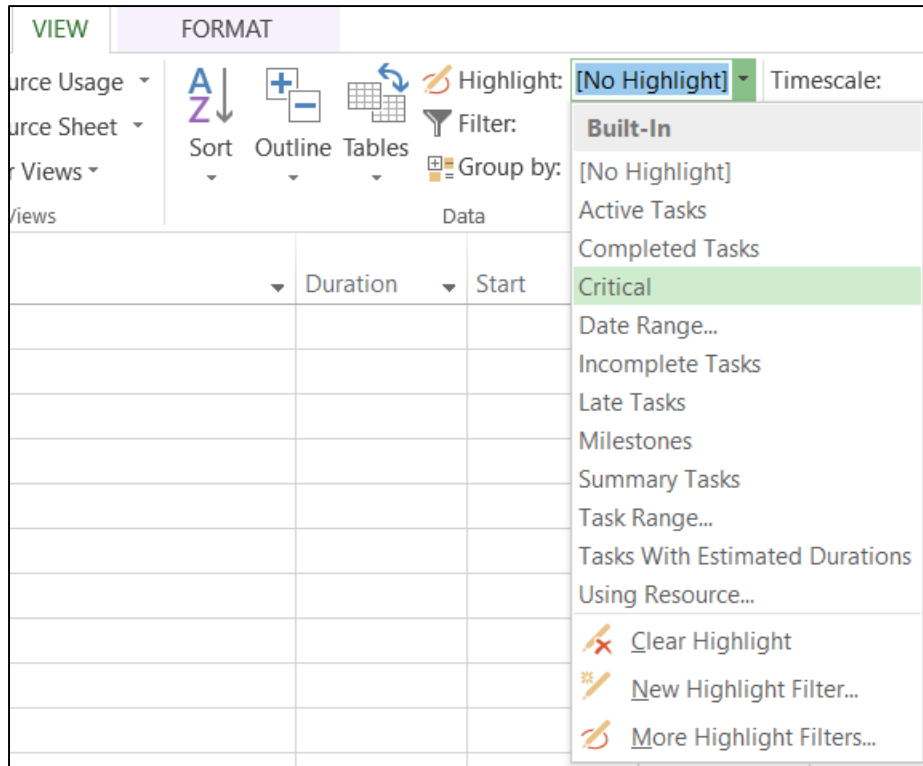 VIEW FORMAT
urce Usage
Highlight: [No Highlight] Timescale:
urce Sheet
Filter:
r Views
Sort Outline Tables
Group by:
Views
Data
Built-In
[No Highlight]
Active Tasks
Completed Tasks
Critical
Date Range...
Incomplete Tasks
Late Tasks
Milestones
Summary Tasks
Task Range...
Tasks With Estimated Durations
Using Resource...
Clear Highlight
New Highlight Filter...
More Highlight Filters...
Duration Start